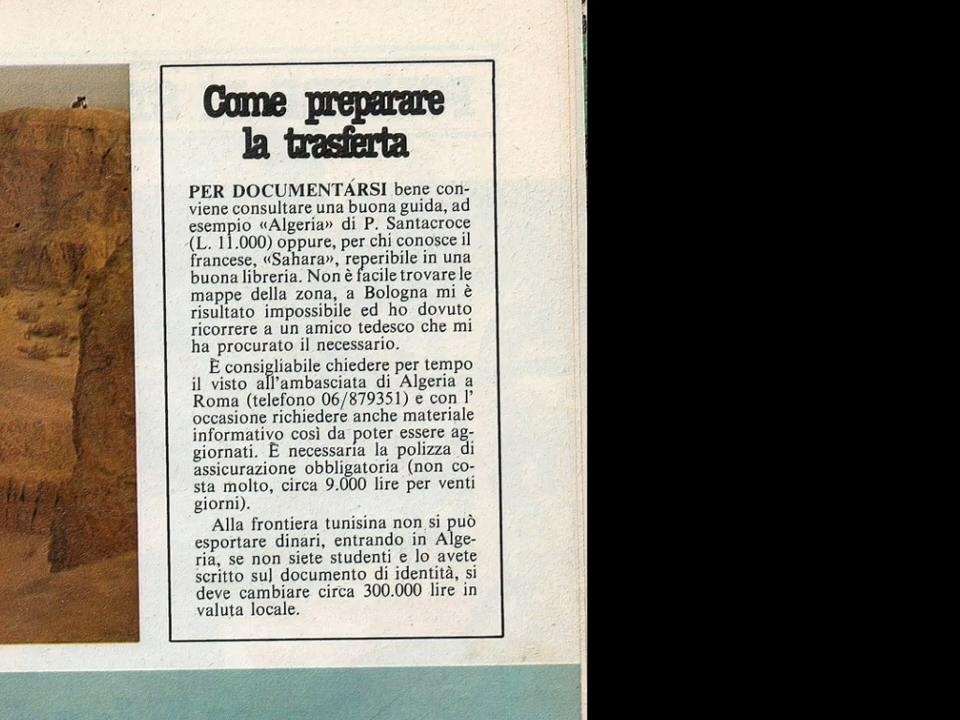 Come preparare
la trasferta
PER DOCUMENTÁRSI bene con-
viene consultare una buona guida, ad
esempio «Algeria» di P. Santacroce
(L. 11.000) oppure, per chi conosce il
francese, «Sahara», reperibile in una
buona libreria. Non è facile trovare le
mappe della zona, a Bologna mi è
risultato impossibile ed ho dovuto
ricorrere a un amico tedesco che mi
ha procurato il necessario.
È consigliabile chiedere per tempo
il visto all'ambasciata di Algeria a
Roma (telefono 06/879351) e con l'
occasione richiedere anche materiale
informativo così da poter essere ag-
giornati. È necessaria la polizza di
assicurazione obbligatoria (non co-
sta molto, circa 9.000 lire per venti
giorni).
Alla frontiera tunisina non si può
esportare dinari, entrando in Alge-
ria, se non siete studenti e lo avete
scritto sul documento di identità, si
deve cambiare circa 300.000 lire in
valuta locale.